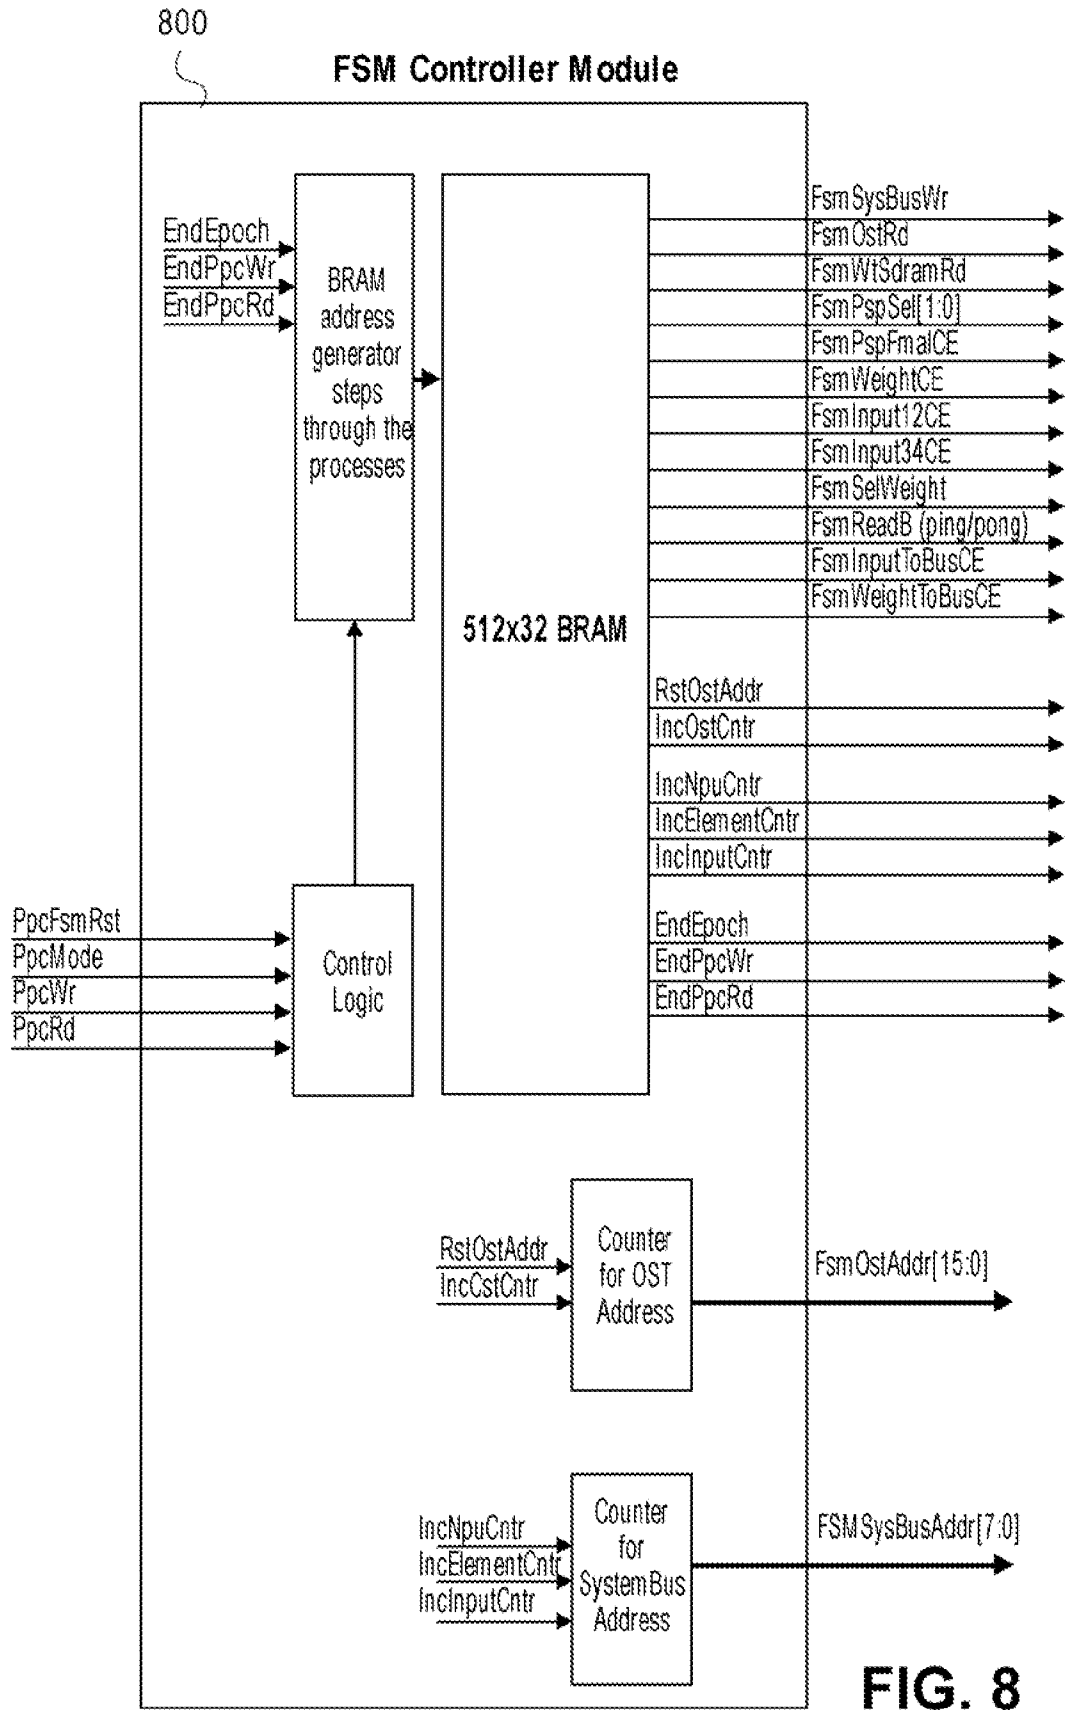 800
FSM Controller Module
EndEpoch
EndPpcWr
EndPpcRd
BRAM
address
generator
steps
through the
processes
512x32 BRAM
FsmSysBusWr
FsmOstRd
FsmWtSdramRd
FsmPspSel[1:0]
FsmPspFmalCE
FsmWeightCE
FsmInput12CE
FsmInput34CE
FsmSelWeight
FsmReadB (ping/pong)
FsmInputToBusCE
FsmWeightToBusCE
RstOstAddr
IncOstCntr
IncNpuCntr
IncElementCntr
IncInputCntr
EndEpoch
EndPpcWr
EndPpcRd
PpcFsmRst
PpcMode
PpcWr
PpcRd
Control
Logic
RstOstAddr
IncCstCntr
Counter
for OST
Address
FsmOstAddr[15:0]
IncNpuCntr
IncElementCntr
IncInputCntr
Counter
for
SystemBus
Address
FSMSysBusAddr[7:0]
FIG. 8